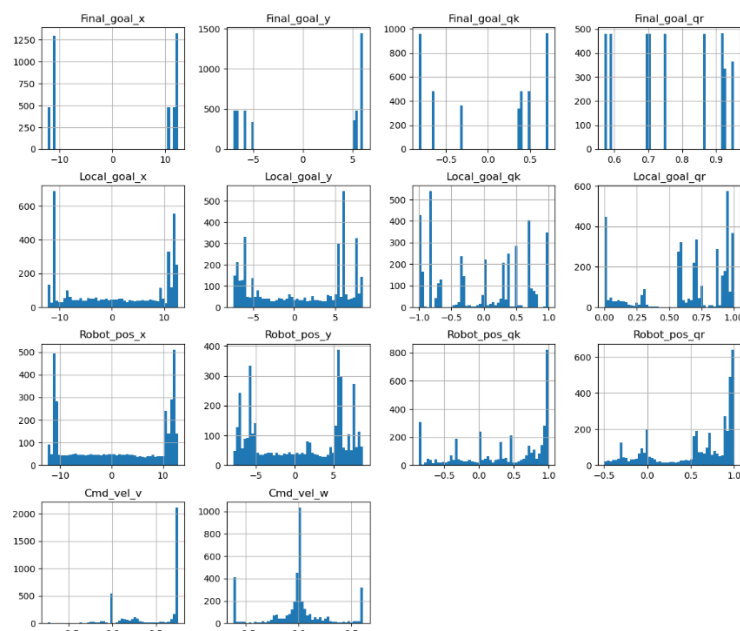 Final_goal_x Final_goal_y Final_goal_qk Final_goal_qr
1250 1000 750 500 250 0
−10 0 10
1500 1000 500 0
−5 5
1000 800 600 400 200 0
−0.5 0.0 0.5
500 400 300 200 100 0
0.6 0.7 0.8 0.9
Local_goal_x Local_goal_y Local_goal_qk Local_goal_qr
600 400 200 0
−10 0 10
500 400 300 200 100 0
−5 0 5
500 400 300 200 100 0
−1.0 −0.5 0.0 0.5 1.0
600 400 200 0
0.00 0.25 0.50 0.75 1.00
Robot_pos_x Robot_pos_y Robot_pos_qk Robot_pos_qr
500 400 300 200 100 0
−10 0 10
400 300 200 100 0
−5 0 5
800 600 400 200 0
−0.5 0.0 0.5 1.0
600 400 200 0
−0.5 0.0 0.5 1.0
Cmd_vel_v Cmd_vel_w
2000 1500 1000 500 0
1000 800 600 400 200 0